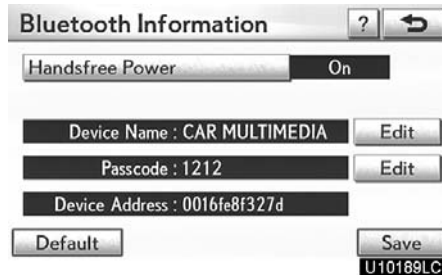 Bluetooth Information ?
Handsfree Power On
Device Name : CAR MULTIMEDIA Edit
Passcode : 1212 Edit
Device Address : 0016fe8f327d
Default Save
U10189LC